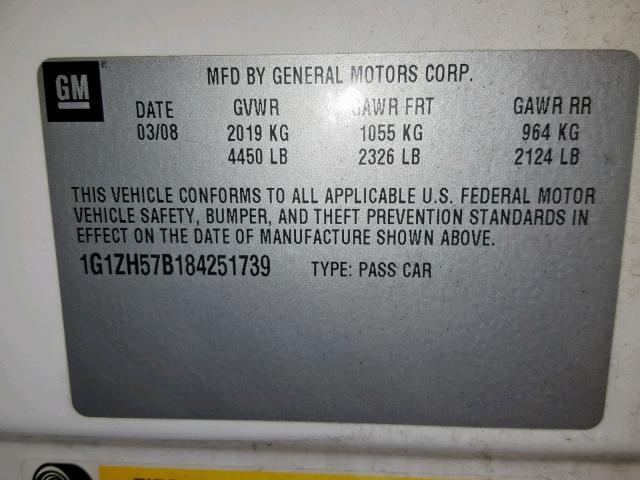 GM
MFD BY GENERAL MOTORS CORP.
DATE GVWR GAWR FRT GAWR RR
03/08 2019 KG 1055 KG 964 KG
4450 LB 2326 LB 2124 LB
THIS VEHICLE CONFORMS TO ALL APPLICABLE U.S. FEDERAL MOTOR
VEHICLE SAFETY, BUMPER, AND THEFT PREVENTION STANDARDS IN
EFFECT ON THE DATE OF MANUFACTURE SHOWN ABOVE.
1G1ZH57B184251739 TYPE: PASS CAR